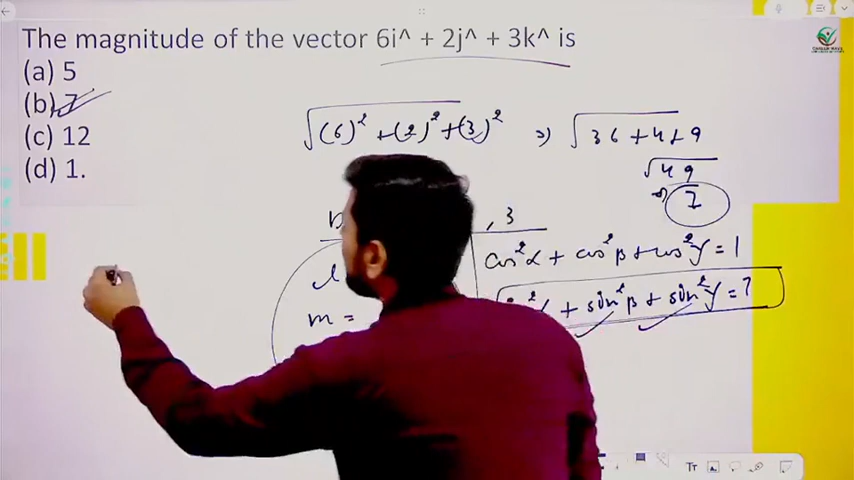 The magnitude of the vector 6i^ + 2j^ + 3k^ is
(a) 5
(b) 7
(c) 12
(d) 1.
√(6)² + (2)² + (3)² ⇒ √36 + 4 + 9
√49
⇒ 7
, 3
cos²α + cos²β + cos²γ = 1
+ sin²β + sin²γ = ?
m =